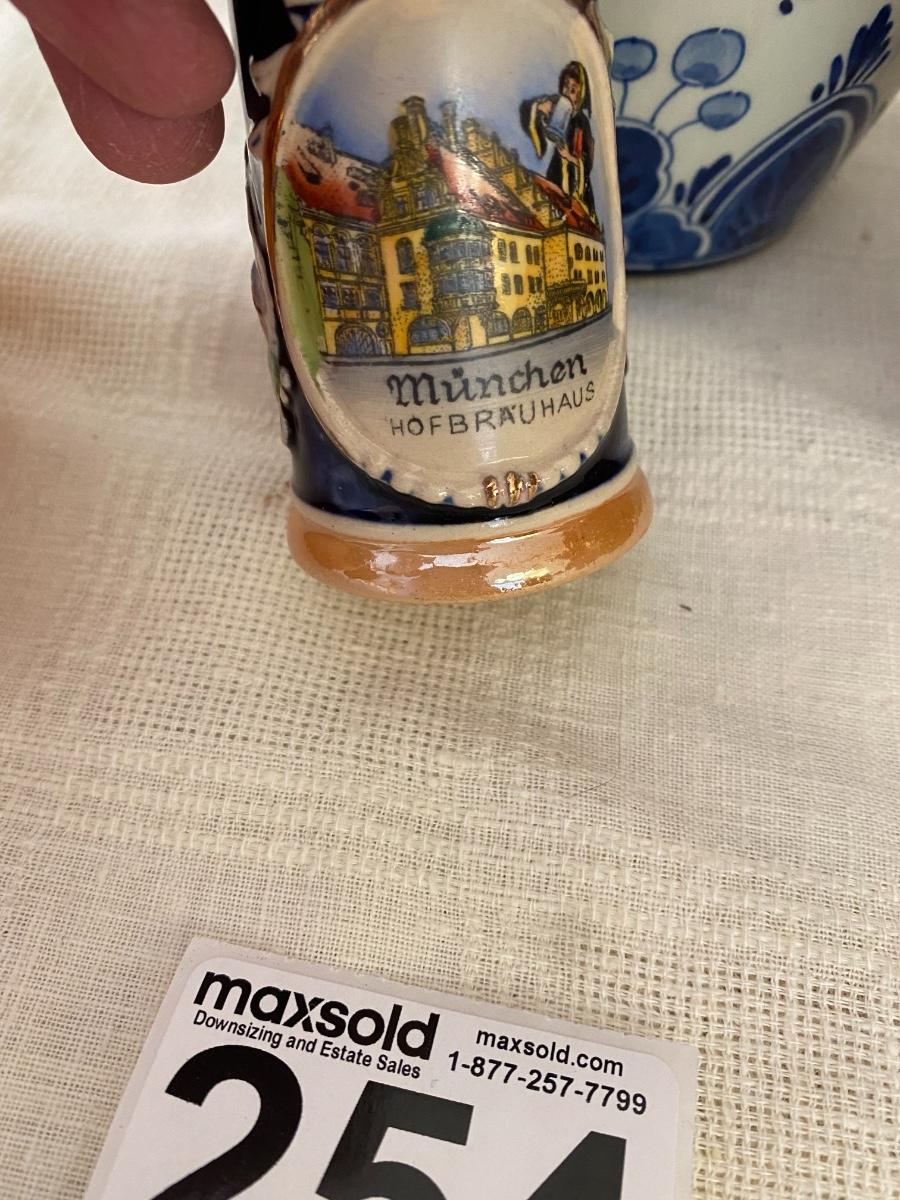 München
HOFBRÄUHAUS
maxsold
Downsizing and Estate Sales
maxsold.com
1-877-257-7799
254